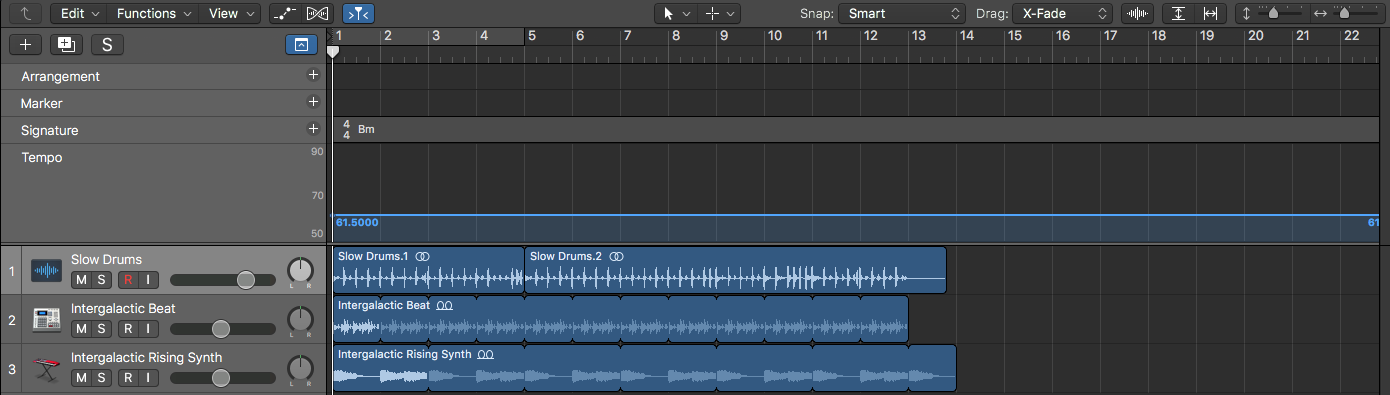 Edit Functions View Snap: Smart Drag: X-Fade
S 1 2 3 4 5 6 7 8 9 10 11 12 13 14 15 16 17 18 19 20 21 22
Arrangement +
Marker +
Signature + 4 4 Bm
Tempo 90
70
61.5000 61
50
1 Slow Drums Slow Drums.1 Slow Drums.2
M S R I L R
2 Intergalactic Beat Intergalactic Beat
M S R I L R
3 Intergalactic Rising Synth Intergalactic Rising Synth
M S R I L R